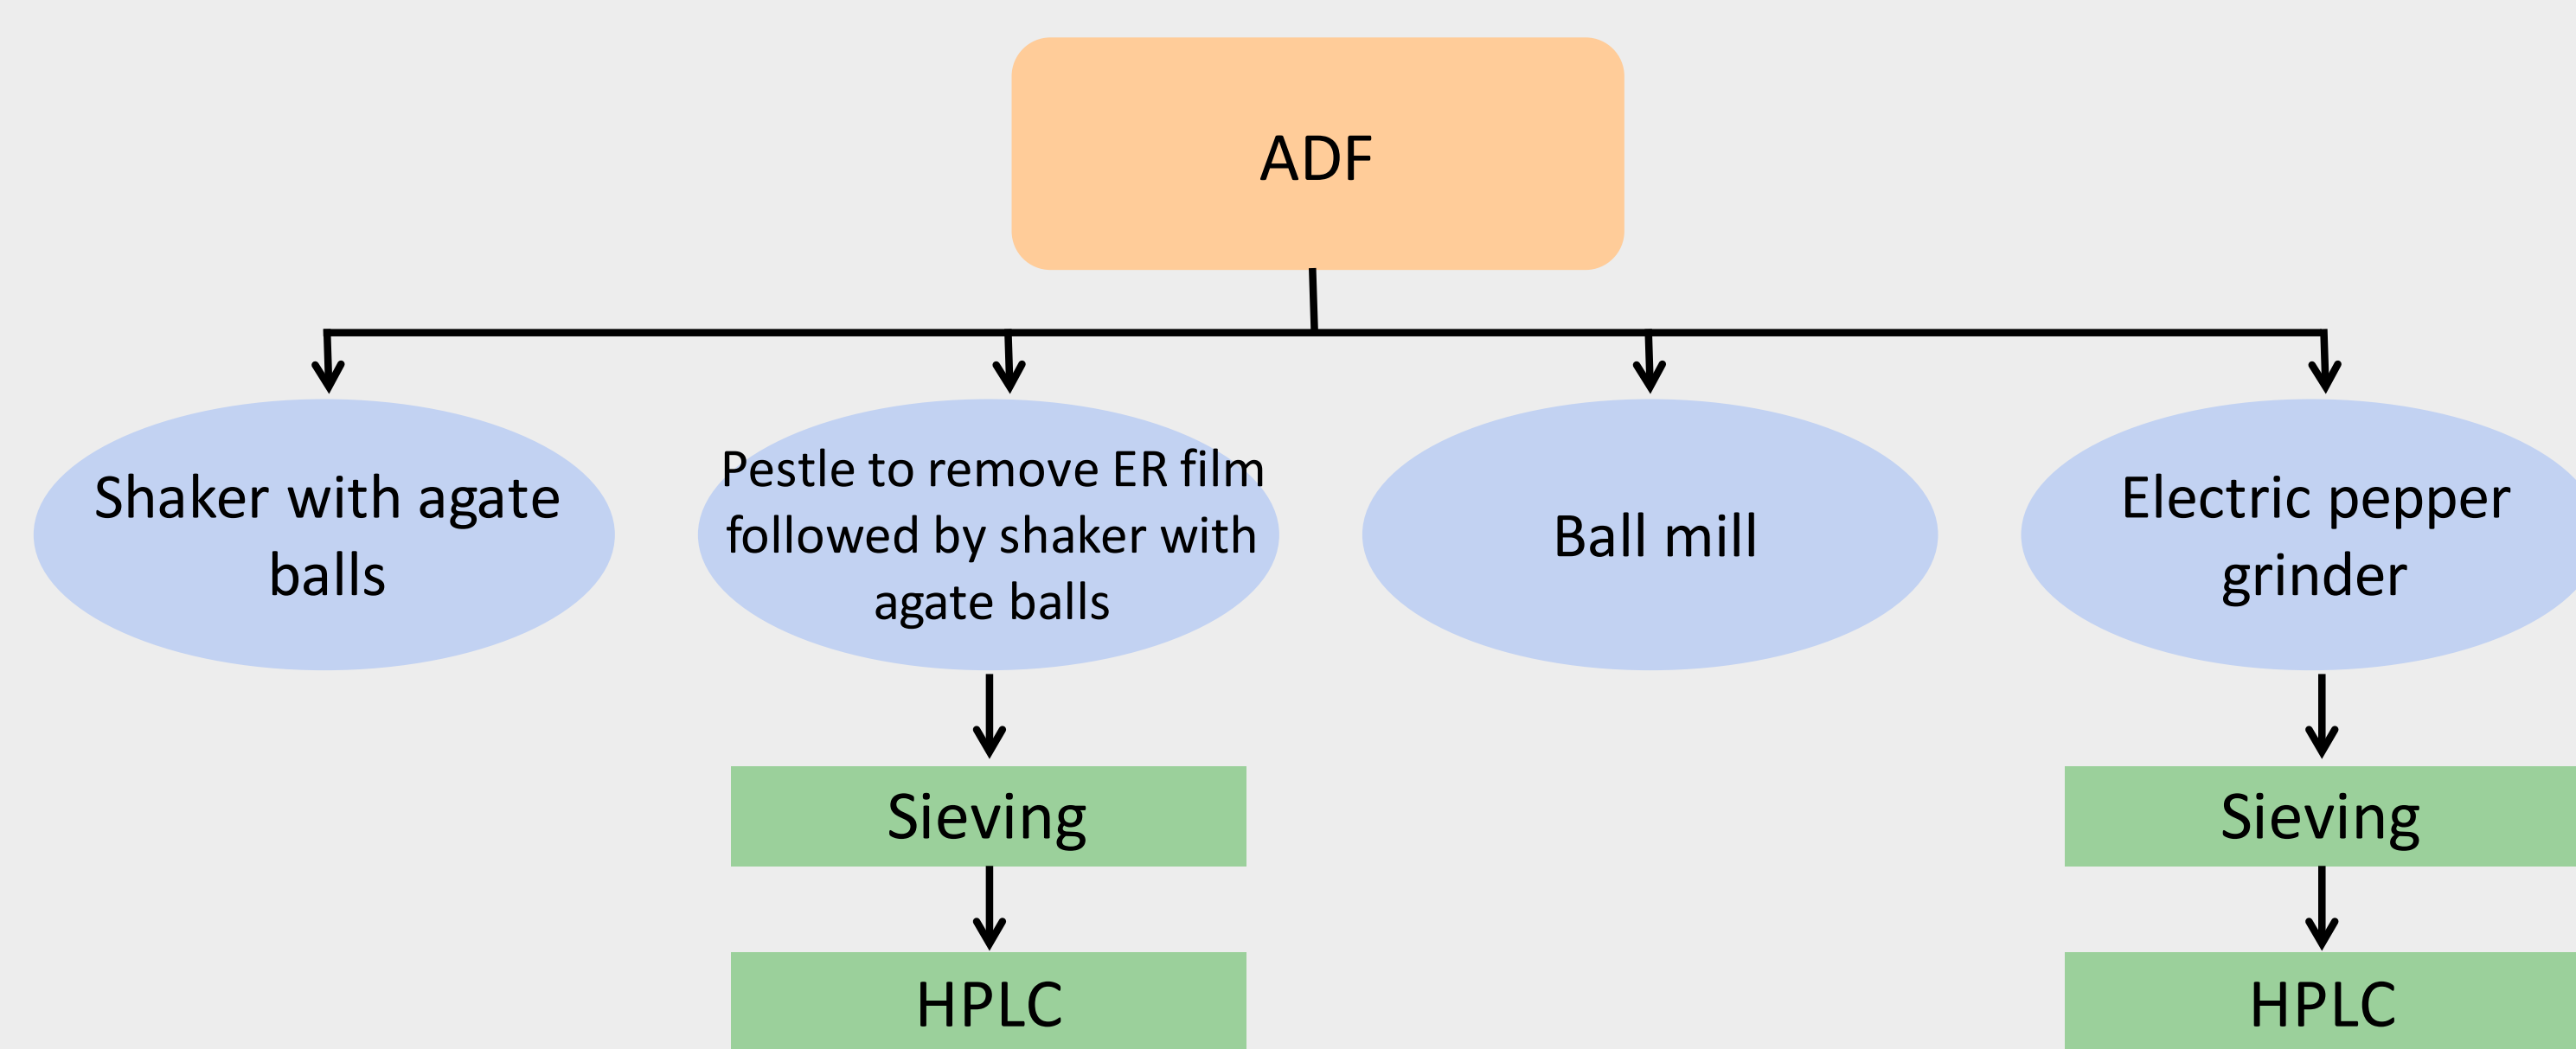 ADF
Shaker with agate
balls
Pestle to remove ER film
followed by shaker with
agate balls
Ball mill
Electric pepper
grinder
Sieving
Sieving
HPLC
HPLC